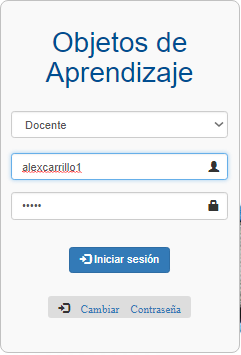 Objetos de
Aprendizaje
Docente
alexcarrillo1
•••••
Iniciar sesión
Cambiar Contraseña